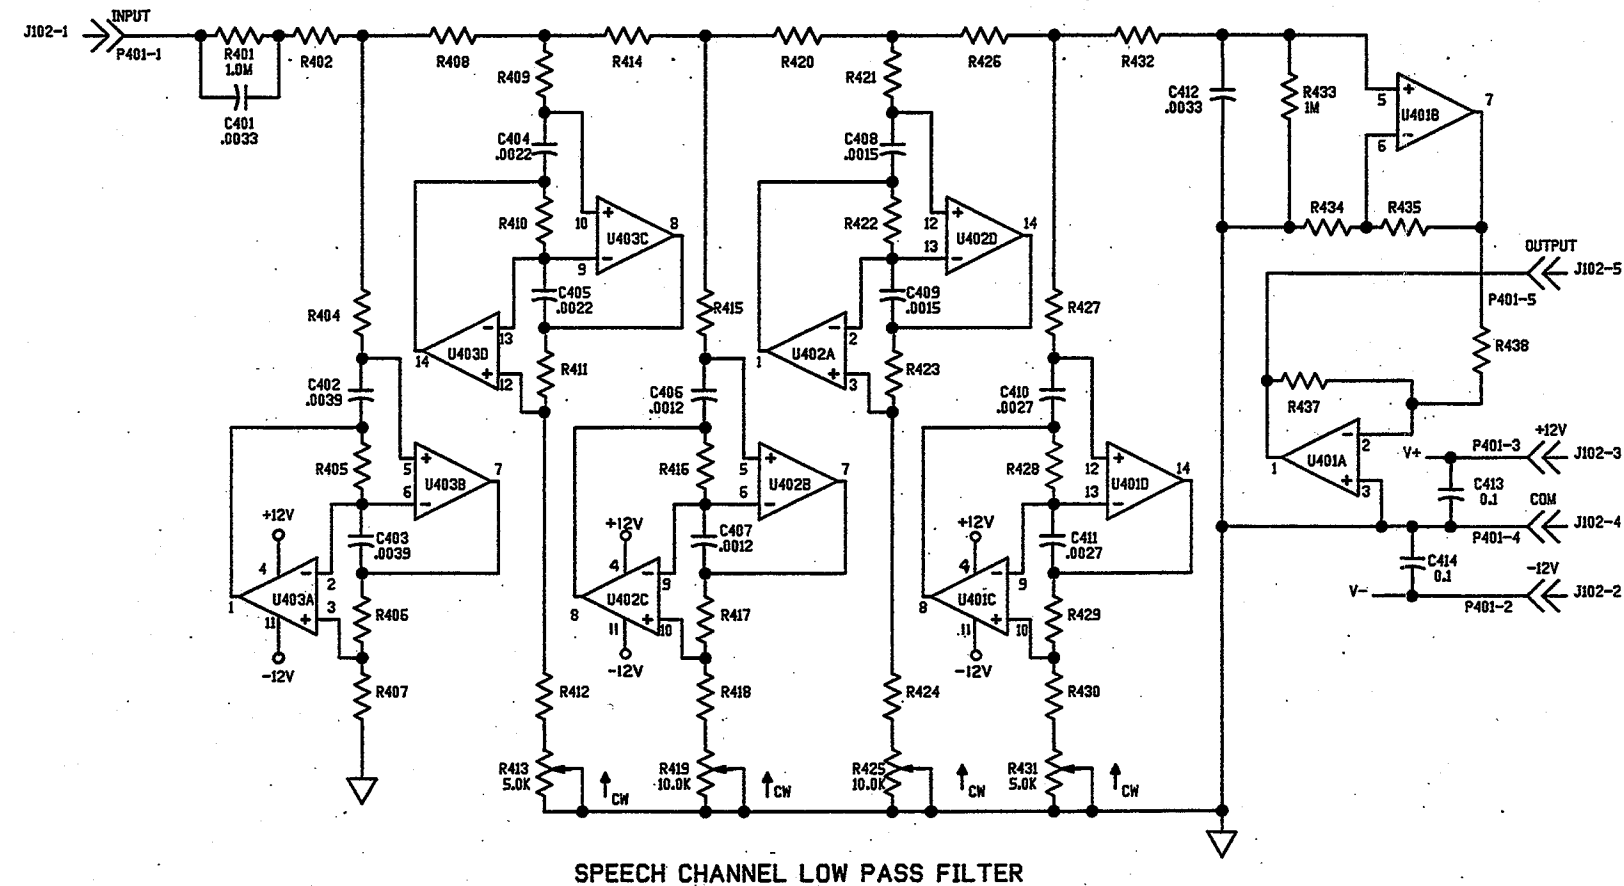 INPUT
J102-1
P401-1
R401
1.0M
C401
.0033
R402
R408
R414
R420
R426
R432
R409
C404
.0022
R410
C405
.0022
R411
10
9
8
U403C
U403D
13
12
14
R421
C408
.0015
R422
C409
.0015
R423
12
13
14
U402D
U402A
2
3
1
C412
.0033
R433
1M
5
6
7
U401B
R434
R435
OUTPUT
J102-5
P401-5
R438
R437
U401A
2
3
1
V+
P401-3
+12V
J102-3
C413
0.1
COM
P401-4
J102-4
C414
0.1
V-
-12V
P401-2
J102-2
R404
C402
.0039
R405
5
6
7
U403B
C403
.0039
+12V
4
U403A
2
3
1
11
-12V
R406
R407
R415
C406
.0012
R416
5
6
7
U402B
C407
.0012
+12V
4
U402C
9
10
8
11
-12V
R417
R418
R427
C410
.0027
R428
12
13
14
U401D
C411
.0027
+12V
4
U401C
9
10
8
11
-12V
R429
R430
R412
R424
R413
5.0K
CW
R419
10.0K
CW
R425
10.0K
CW
R431
5.0K
CW
SPEECH CHANNEL LOW PASS FILTER